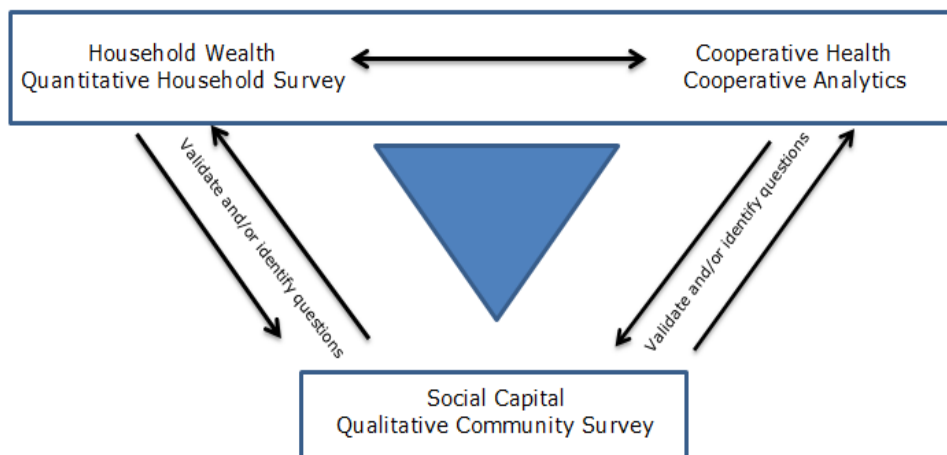 Household Wealth
Quantitative Household Survey
Cooperative Health
Cooperative Analytics
Validate and/or identify questions
Validate and/or identify questions
Social Capital
Qualitative Community Survey